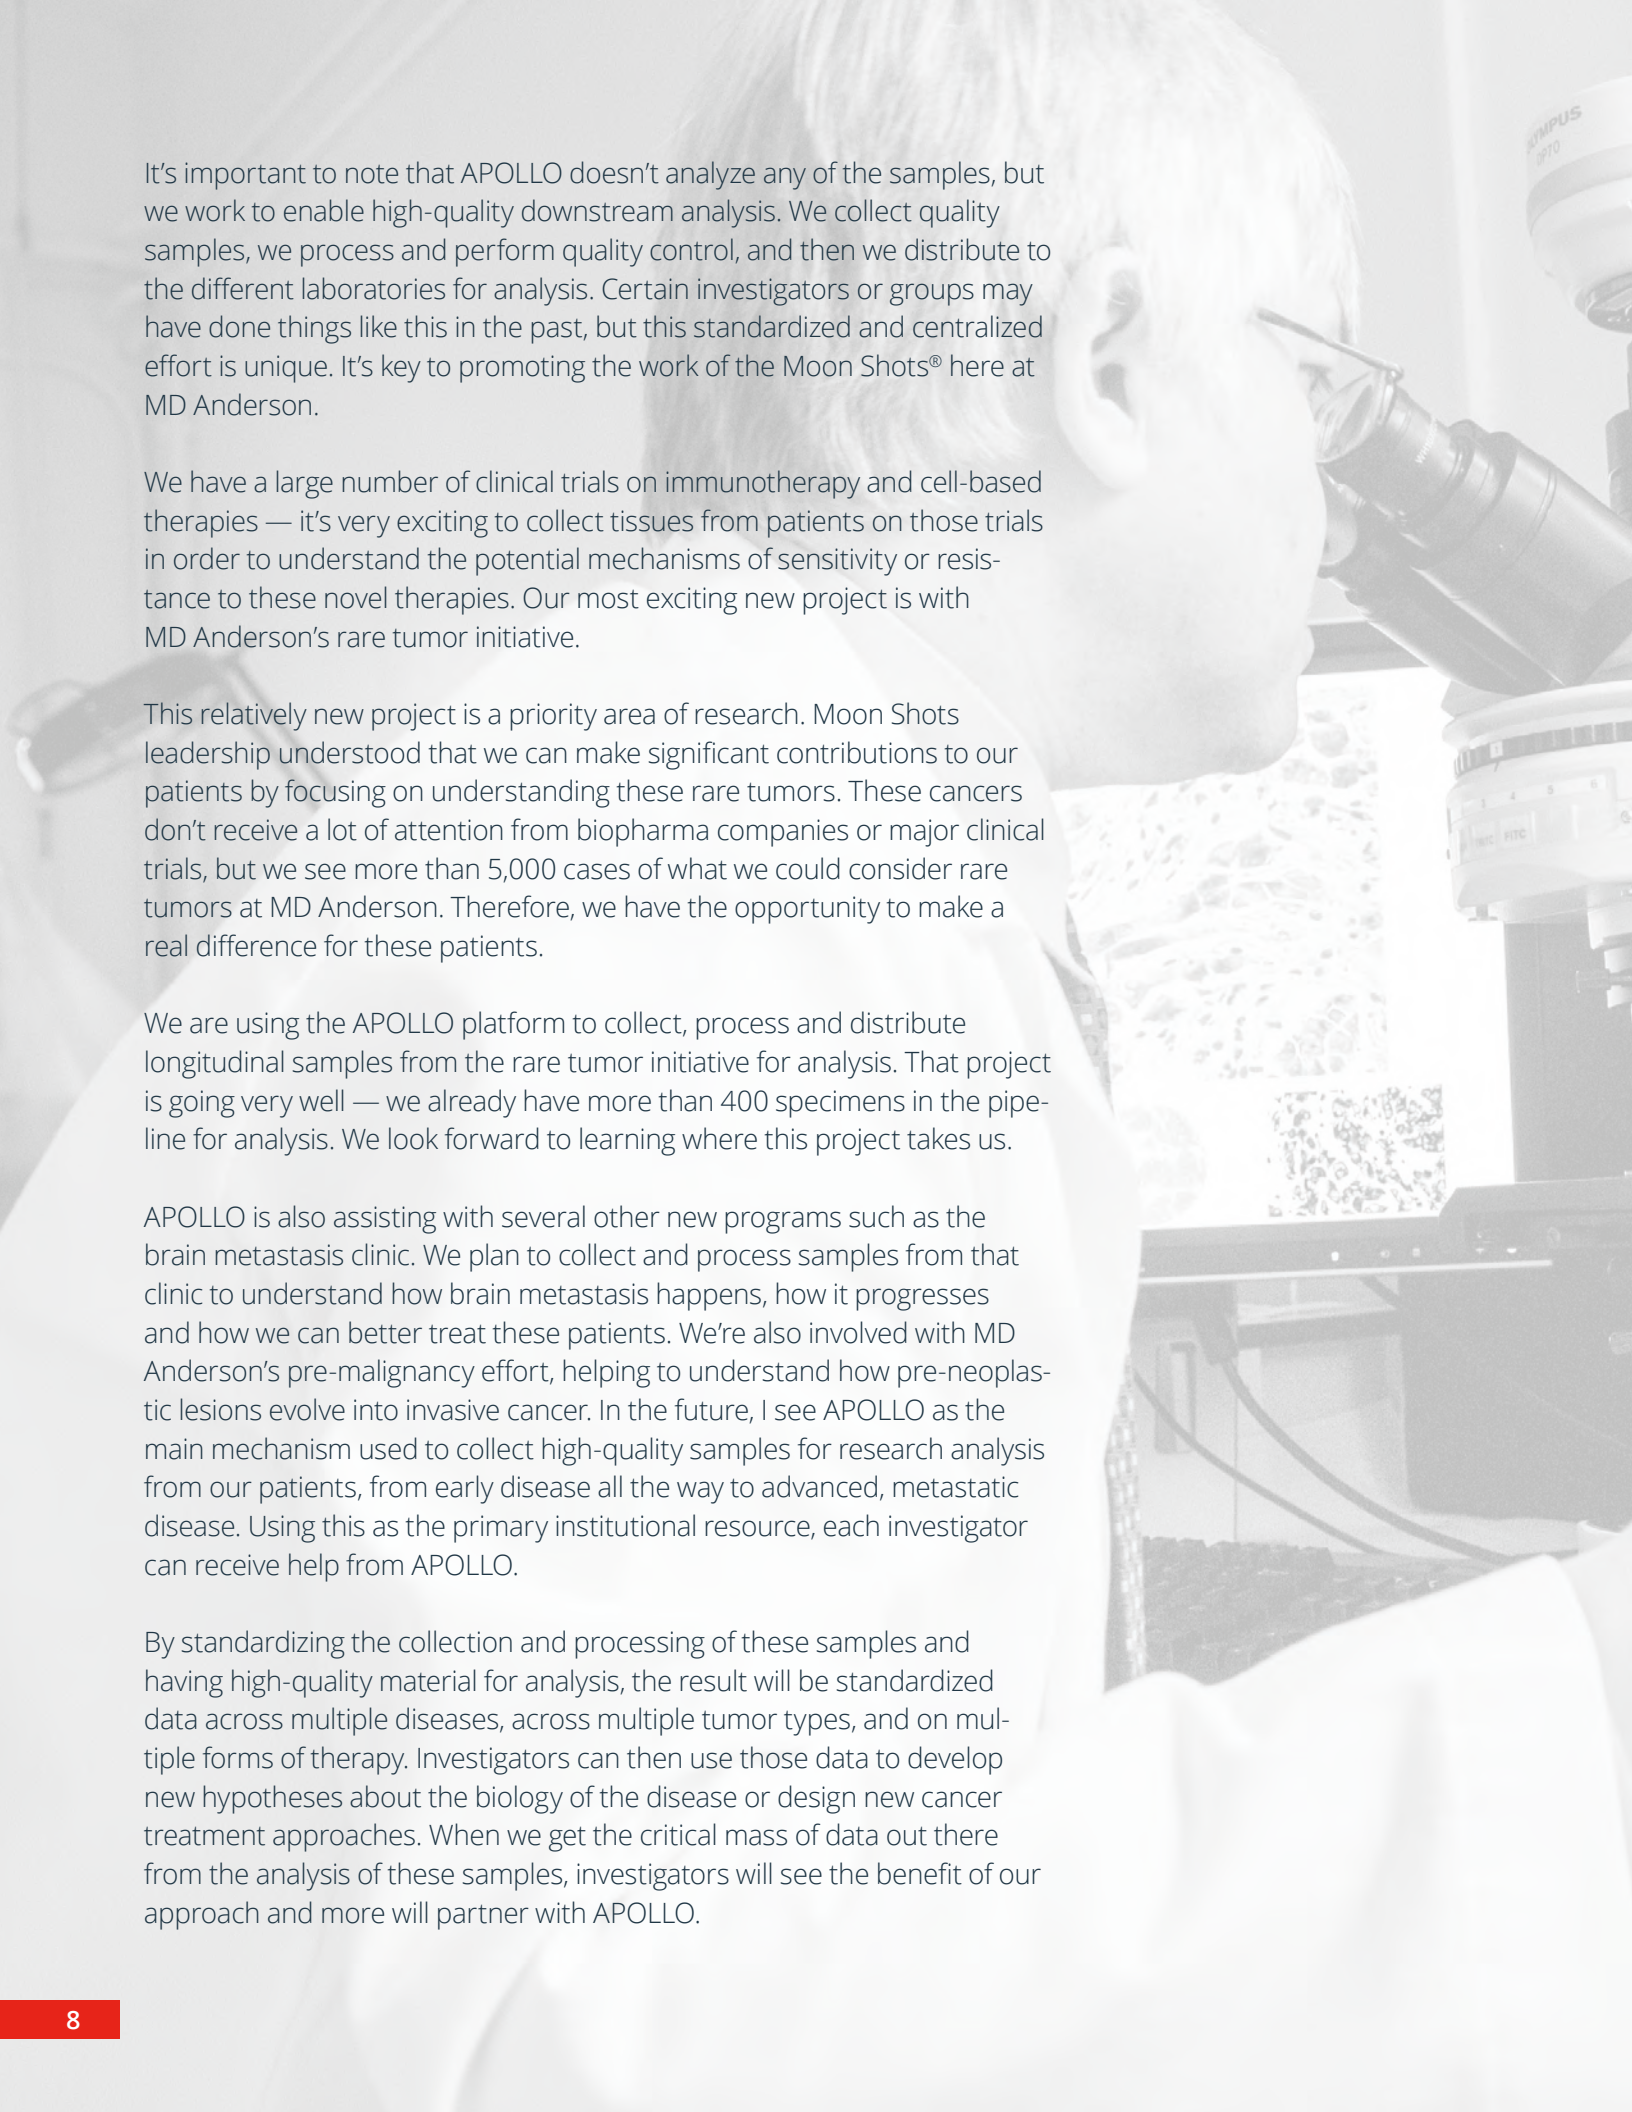 It's important to note that APOLLO doesn't analyze any of the samples, but
we work to enable high-quality downstream analysis. We collect quality
samples, we process and perform quality control, and then we distribute to
the different laboratories for analysis. Certain investigators or groups may
have done things like this in the past, but this standardized and centralized
effort is unique. It's key to promoting the work of the Moon Shots® here at
MD Anderson.
We have a large number of clinical trials on immunotherapy and cell-based
therapies — it's very exciting to collect tissues from patients on those trials
in order to understand the potential mechanisms of sensitivity or resis-
tance to these novel therapies. Our most exciting new project is with
MD Anderson's rare tumor initiative.
This relatively new project is a priority area of research. Moon Shots
leadership understood that we can make significant contributions to our
patients by focusing on understanding these rare tumors. These cancers
don't receive a lot of attention from biopharma companies or major clinical
trials, but we see more than 5,000 cases of what we could consider rare
tumors at MD Anderson. Therefore, we have the opportunity to make a
real difference for these patients.
We are using the APOLLO platform to collect, process and distribute
longitudinal samples from the rare tumor initiative for analysis. That project
is going very well — we already have more than 400 specimens in the pipe-
line for analysis. We look forward to learning where this project takes us.
APOLLO is also assisting with several other new programs such as the
brain metastasis clinic. We plan to collect and process samples from that
clinic to understand how brain metastasis happens, how it progresses
and how we can better treat these patients. We're also involved with MD
Anderson's pre-malignancy effort, helping to understand how pre-neoplas-
tic lesions evolve into invasive cancer. In the future, I see APOLLO as the
main mechanism used to collect high-quality samples for research analysis
from our patients, from early disease all the way to advanced, metastatic
disease. Using this as the primary institutional resource, each investigator
can receive help from APOLLO.
By standardizing the collection and processing of these samples and
having high-quality material for analysis, the result will be standardized
data across multiple diseases, across multiple tumor types, and on mul-
tiple forms of therapy. Investigators can then use those data to develop
new hypotheses about the biology of the disease or design new cancer
treatment approaches. When we get the critical mass of data out there
from the analysis of these samples, investigators will see the benefit of our
approach and more will partner with APOLLO.
8
OLYMPUS
DP70
1
3 4 5 6
FITC